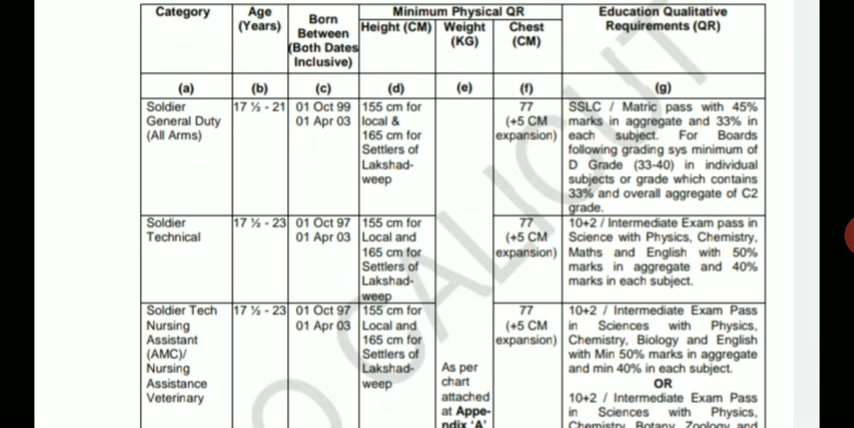 Category
Age
(Years)
Born
Between
(Both Dates
Inclusive)
Minimum Physical QR
Height (CM)
Weight
(KG)
Chest
(CM)
Education Qualitative
Requirements (QR)
(a)
(b)
(c)
(d)
(e)
(f)
(g)
Soldier
General Duty
(All Arms)
17 ½ - 21
01 Oct 99
01 Apr 03
155 cm for
local &
165 cm for
Settlers of
Lakshad-
weep
77
(+5 CM
expansion)
SSLC / Matric pass with 45%
marks in aggregate and 33% in
each subject. For Boards
following grading sys minimum of
D Grade (33-40) in individual
subjects or grade which contains
33% and overall aggregate of C2
grade.
Soldier
Technical
17 ½ - 23
01 Oct 97
01 Apr 03
155 cm for
Local and
165 cm for
Settlers of
Lakshad-
weep
77
(+5 CM
expansion)
10+2 / Intermediate Exam pass in
Science with Physics, Chemistry,
Maths and English with 50%
marks in aggregate and 40%
marks in each subject.
Soldier Tech
Nursing
Assistant
(AMC)/
Nursing
Assistance
Veterinary
17 ½ - 23
01 Oct 97
01 Apr 03
155 cm for
Local and
165 cm for
Settlers of
Lakshad-
weep
As per
chart
attached
at Appe-
ndix 'A'
77
(+5 CM
expansion)
10+2 / Intermediate Exam Pass
in Sciences with Physics,
Chemistry, Biology and English
with Min 50% marks in aggregate
and min 40% in each subject.
OR
10+2 / Intermediate Exam Pass
in Sciences with Physics,
Chemistry, Botany, Zoology and
O CALICUT